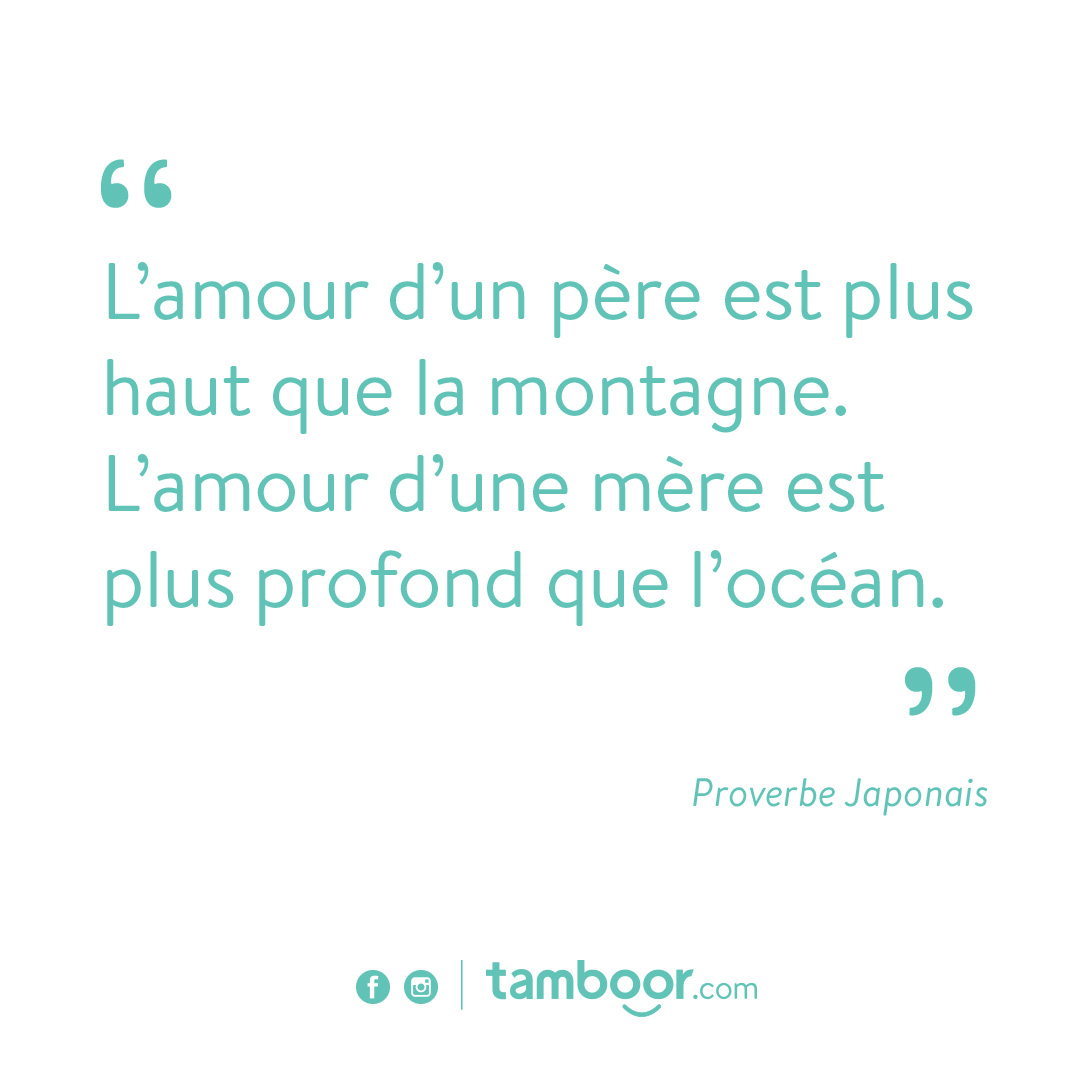 “
L’amour d’un père est plus
haut que la montagne.
L’amour d’une mère est
plus profond que l’océan.
”
Proverbe Japonais
tamboor.com